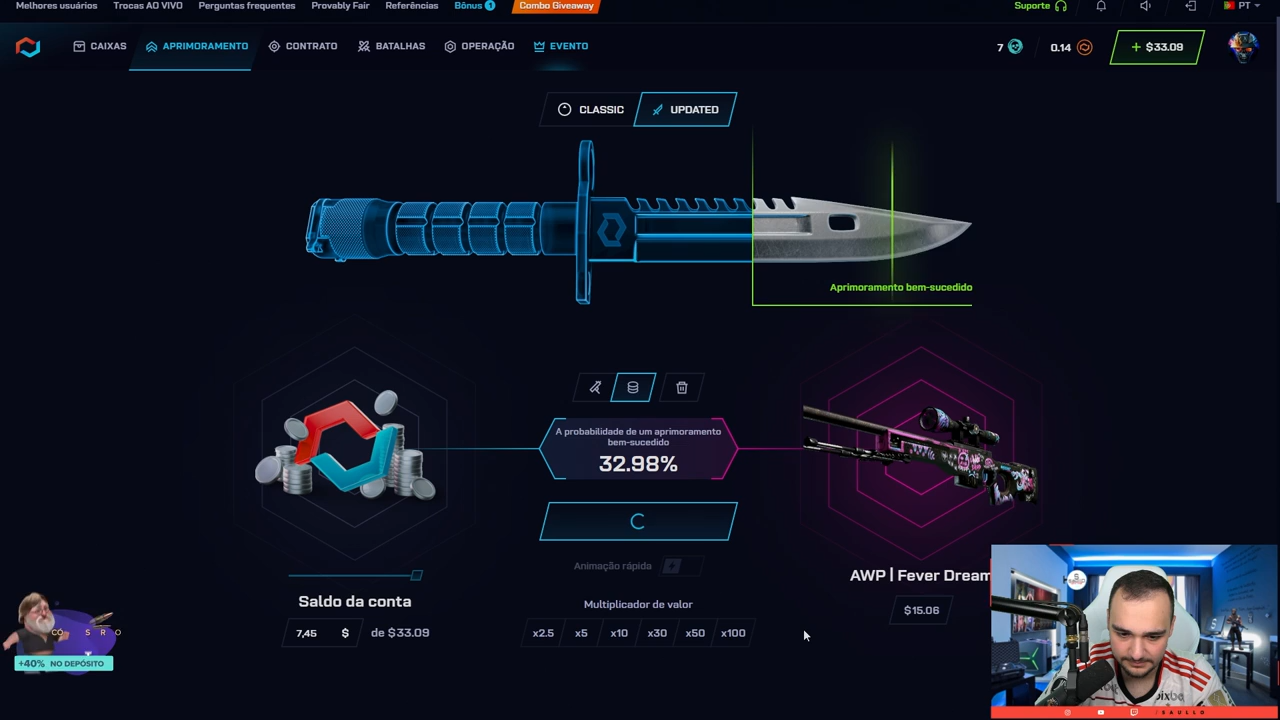 Melhores usuários
Trocas AO VIVO
Perguntas frequentes
Provably Fair
Referências
Bônus 1
Combo Giveaway
Suporte
PT
CAIXAS
APRIMORAMENTO
CONTRATO
BATALHAS
OPERAÇÃO
EVENTO
7
0.14
+ $33.09
CLASSIC
UPDATED
Aprimoramento bem-sucedido
A probabilidade de um aprimoramento
bem-sucedido
32.98%
Animação rápida
AWP | Fever Dream
$15.06
Saldo da conta
7,45 $
de $33.09
Multiplicador de valor
x2.5
x5
x10
x30
x50
x100
+40% NO DEPÓSITO
SAULLO